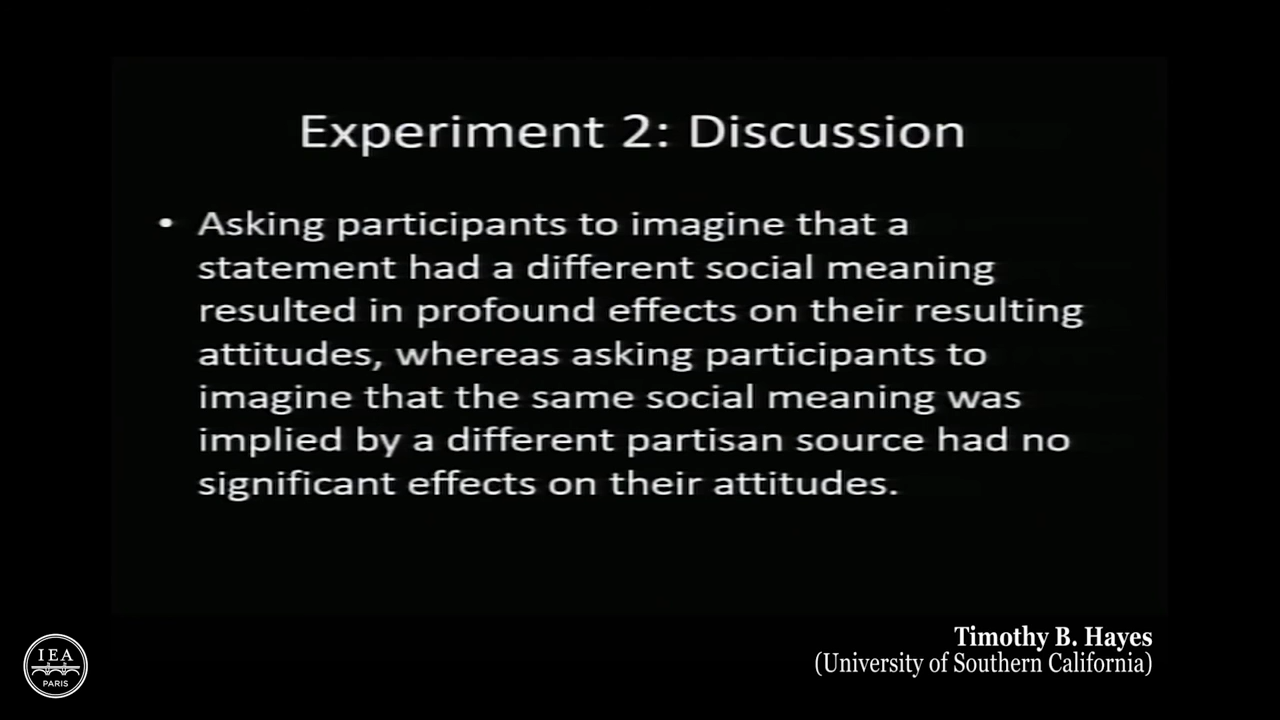 Experiment 2: Discussion
• Asking participants to imagine that a
statement had a different social meaning
resulted in profound effects on their resulting
attitudes, whereas asking participants to
imagine that the same social meaning was
implied by a different partisan source had no
significant effects on their attitudes.
Timothy B. Hayes
(University of Southern California)
IEA
PARIS